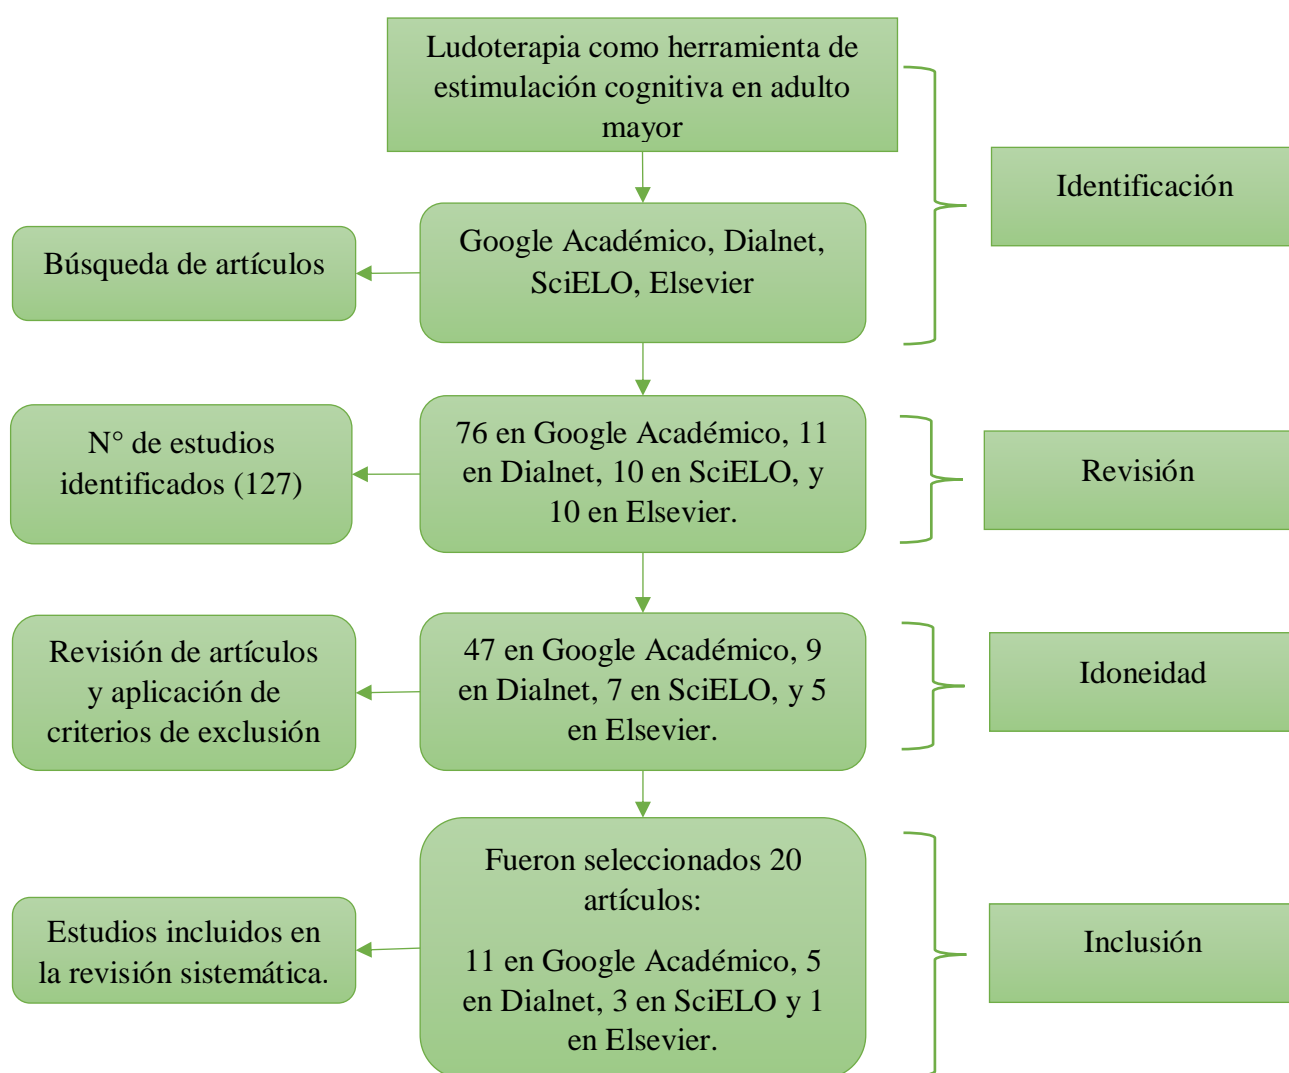 Ludoterapia como herramienta de
estimulación cognitiva en adulto
mayor
Identificación
Google Académico, Dialnet,
SciELO, Elsevier
Búsqueda de artículos
76 en Google Académico, 11
en Dialnet, 10 en SciELO, y
10 en Elsevier.
N° de estudios
identificados (127)
Revisión
47 en Google Académico, 9
en Dialnet, 7 en SciELO, y 5
en Elsevier.
Revisión de artículos
y aplicación de
criterios de exclusión
Idoneidad
Fueron seleccionados 20
artículos:
11 en Google Académico, 5
en Dialnet, 3 en SciELO y 1
en Elsevier.
Estudios incluidos en
la revisión sistemática.
Inclusión